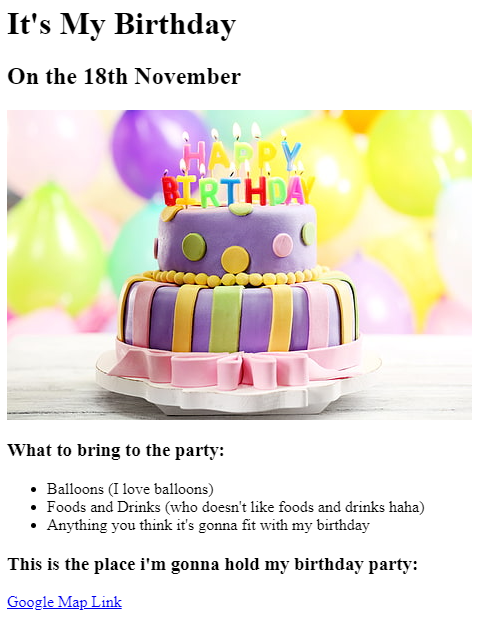 It's My Birthday
On the 18th November
HAPPY
BIRTHDAY
What to bring to the party:
Balloons (I love balloons)
Foods and Drinks (who doesn't like foods and drinks haha)
Anything you think it's gonna fit with my birthday
This is the place i'm gonna hold my birthday party:
Google Map Link